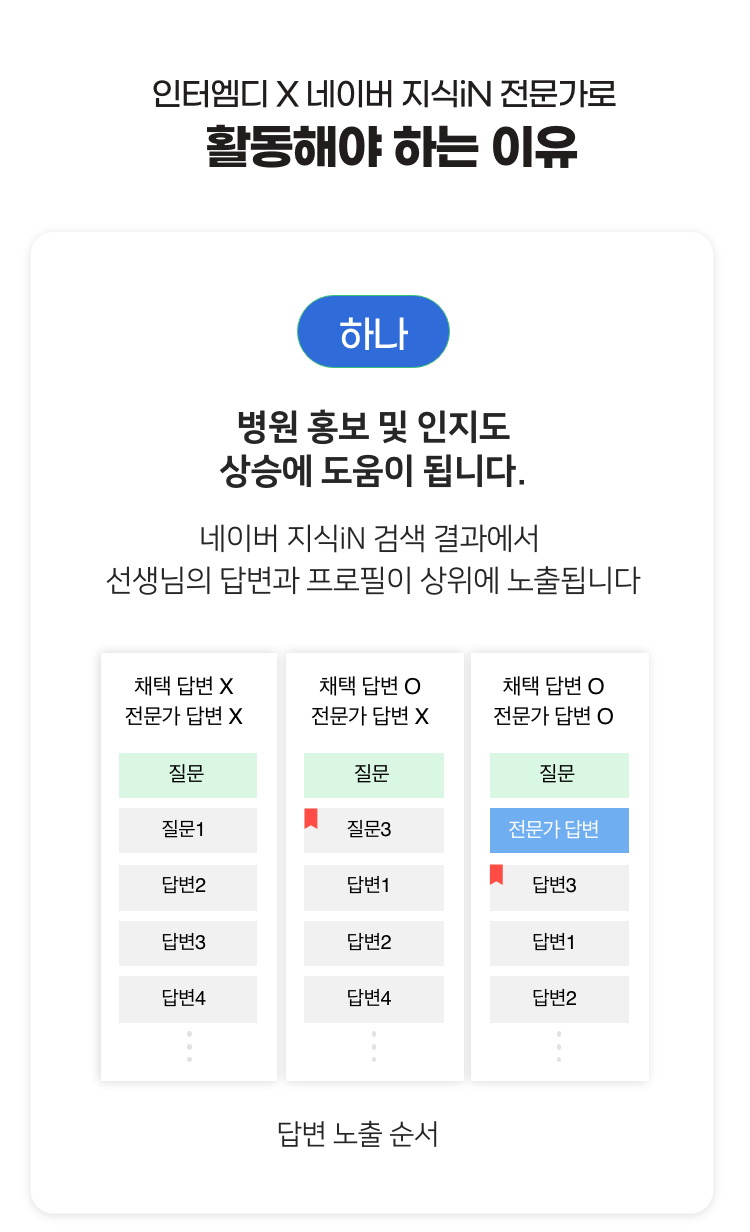 인터엠디 X 네이버 지식iN 전문가로
활동해야 하는 이유
하나
병원 홍보 및 인지도
상승에 도움이 됩니다.
네이버 지식iN 검색 결과에서
선생님의 답변과 프로필이 상위에 노출됩니다
채택 답변 X
전문가 답변 X
질문
질문1
답변2
답변3
답변4
채택 답변 O
전문가 답변 X
질문
질문3
답변1
답변2
답변4
채택 답변 O
전문가 답변 O
질문
전문가 답변
답변3
답변1
답변2
답변 노출 순서